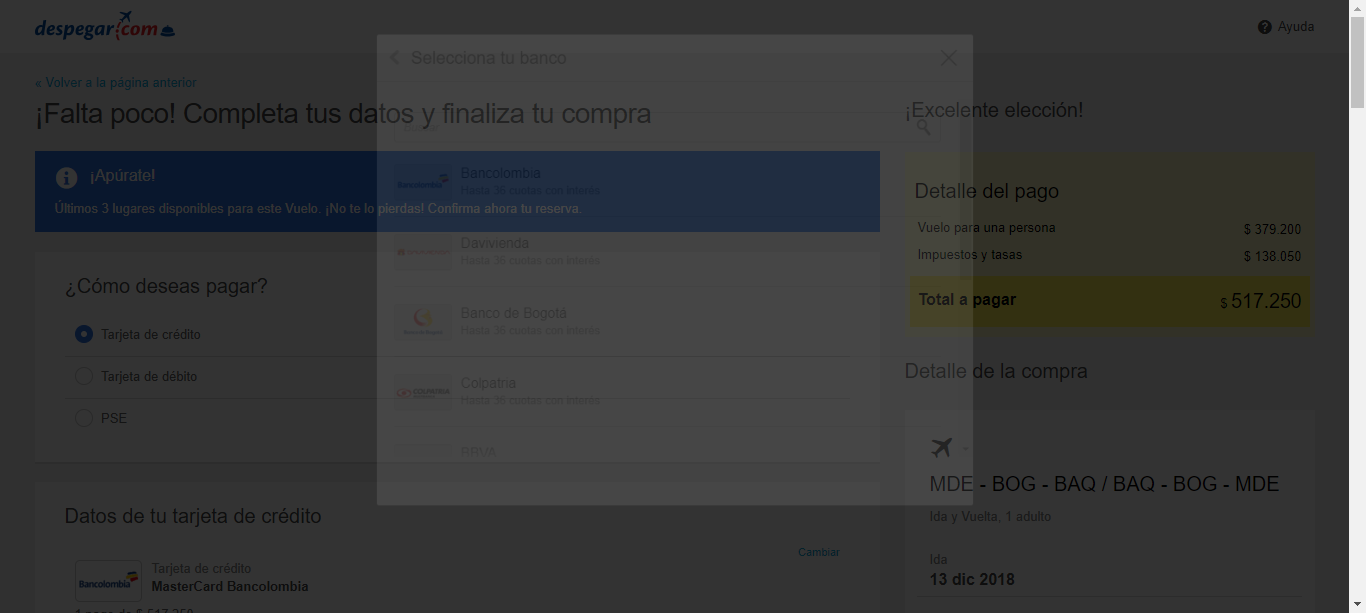 despegar.com
Ayuda
Selecciona tu banco
« Volver a la página anterior
¡Falta poco! Completa tus datos y finaliza tu compra
¡Excelente elección!
¡Apúrate!
Últimos 3 lugares disponibles para este Vuelo. ¡No te lo pierdas! Confirma ahora tu reserva.
Bancolombia
Bancolombia
Hasta 36 cuotas con interés
Davivienda
Hasta 36 cuotas con interés
Banco de Bogotá
Hasta 36 cuotas con interés
COLPATRIA
Colpatria
Hasta 36 cuotas con interés
BBVA
¿Cómo deseas pagar?
Tarjeta de crédito
Tarjeta de débito
PSE
Detalle del pago
Vuelo para una persona $ 379.200
Impuestos y tasas $ 138.050
Total a pagar $ 517.250
Detalle de la compra
MDE - BOG - BAQ / BAQ - BOG - MDE
Ida y Vuelta, 1 adulto
Ida
13 dic 2018
Datos de tu tarjeta de crédito
Cambiar
Bancolombia
Tarjeta de crédito
MasterCard Bancolombia
1 pago de $ 517.250